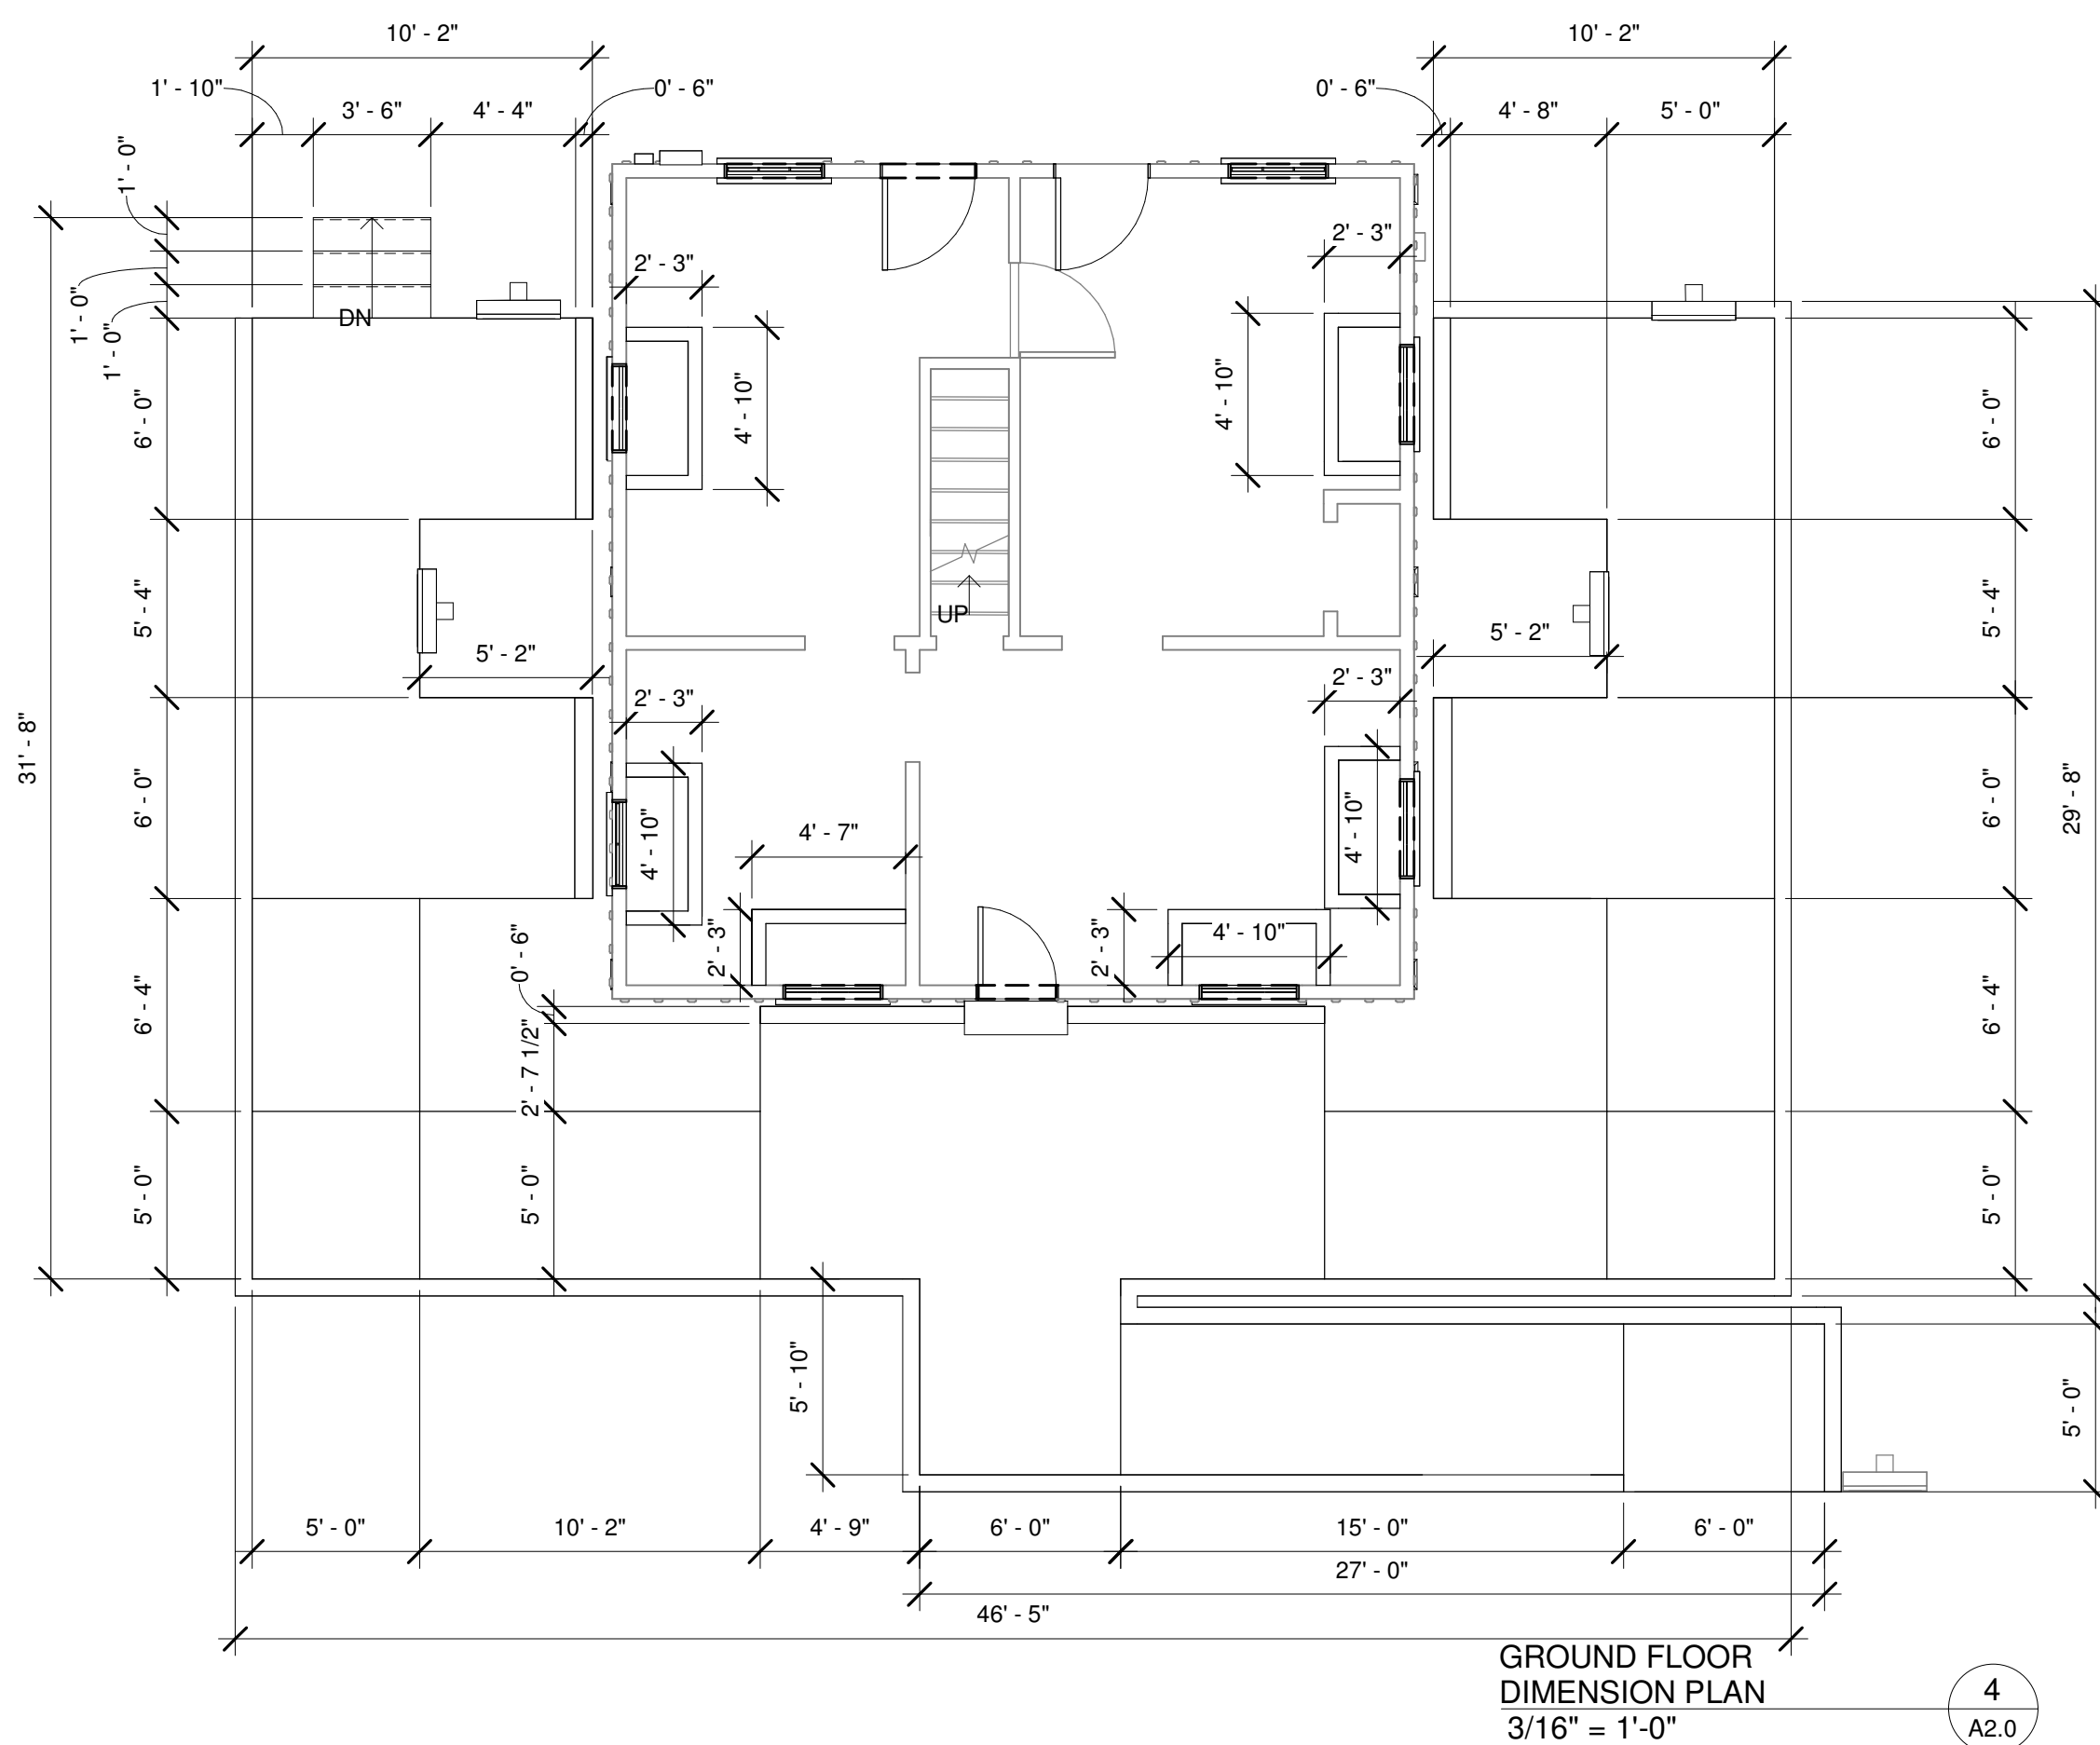 10' - 2"
10' - 2"
1' - 10"
0' - 6"
0' - 6"
3' - 6"
4' - 4"
4' - 8"
5' - 0"
1' - 0"
1' - 0"
1' - 0"
2' - 3"
2' - 3"
DN
6' - 0"
4' - 10"
4' - 10"
6' - 0"
5' - 4"
UP
5' - 4"
5' - 2"
5' - 2"
2' - 3"
2' - 3"
31' - 8"
6' - 0"
4' - 10"
4' - 7"
4' - 10"
6' - 0"
29' - 8"
0' - 6"
2' - 3"
2' - 3"
4' - 10"
6' - 4"
2' - 7 1/2"
6' - 4"
5' - 0"
5' - 0"
5' - 0"
5' - 10"
5' - 0"
5' - 0"
10' - 2"
4' - 9"
6' - 0"
15' - 0"
6' - 0"
27' - 0"
46' - 5"
GROUND FLOOR
DIMENSION PLAN
3/16" = 1'-0"
4
A2.0